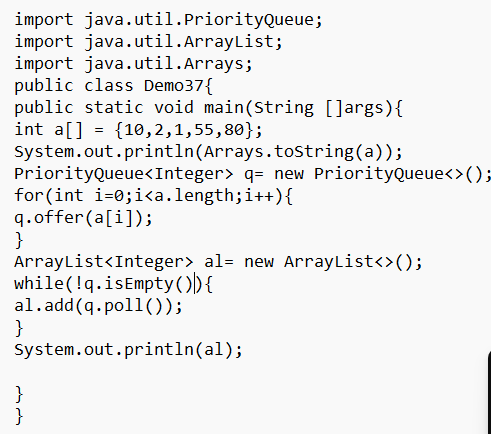 import java.util.PriorityQueue;
import java.util.ArrayList;
import java.util.Arrays;
public class Demo37{
public static void main(String []args){
int a[] = {10,2,1,55,80};
System.out.println(Arrays.toString(a));
PriorityQueue<Integer> q= new PriorityQueue<>();
for(int i=0;i<a.length;i++){
q.offer(a[i]);
}
ArrayList<Integer> al= new ArrayList<>();
while(!q.isEmpty()){
al.add(q.poll());
}
System.out.println(al);
}
}